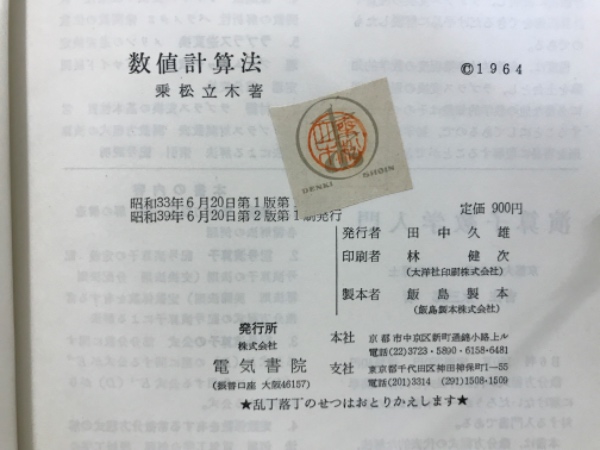 数値計算法
乗松立木著
©1964
DENKI SHOIN
昭和33年6月20日第1版第
昭和39年6月20日第2版第1刷発行
定価 900円
発行者 田中久雄
印刷者 林健次
(太洋社印刷株式会社)
製本者 飯島製本
(飯島製本株式会社)
発行所
株式会社
電気書院
(振替口座 大阪46157)
本社 京都市中京区新町通錦小路上ル
電話(22)3723・5890・6158・6481
支社 東京都千代田区神田神保町1—55
電話(201)3314 (291)1508・1509
★乱丁落丁のせつはおとりかえします★